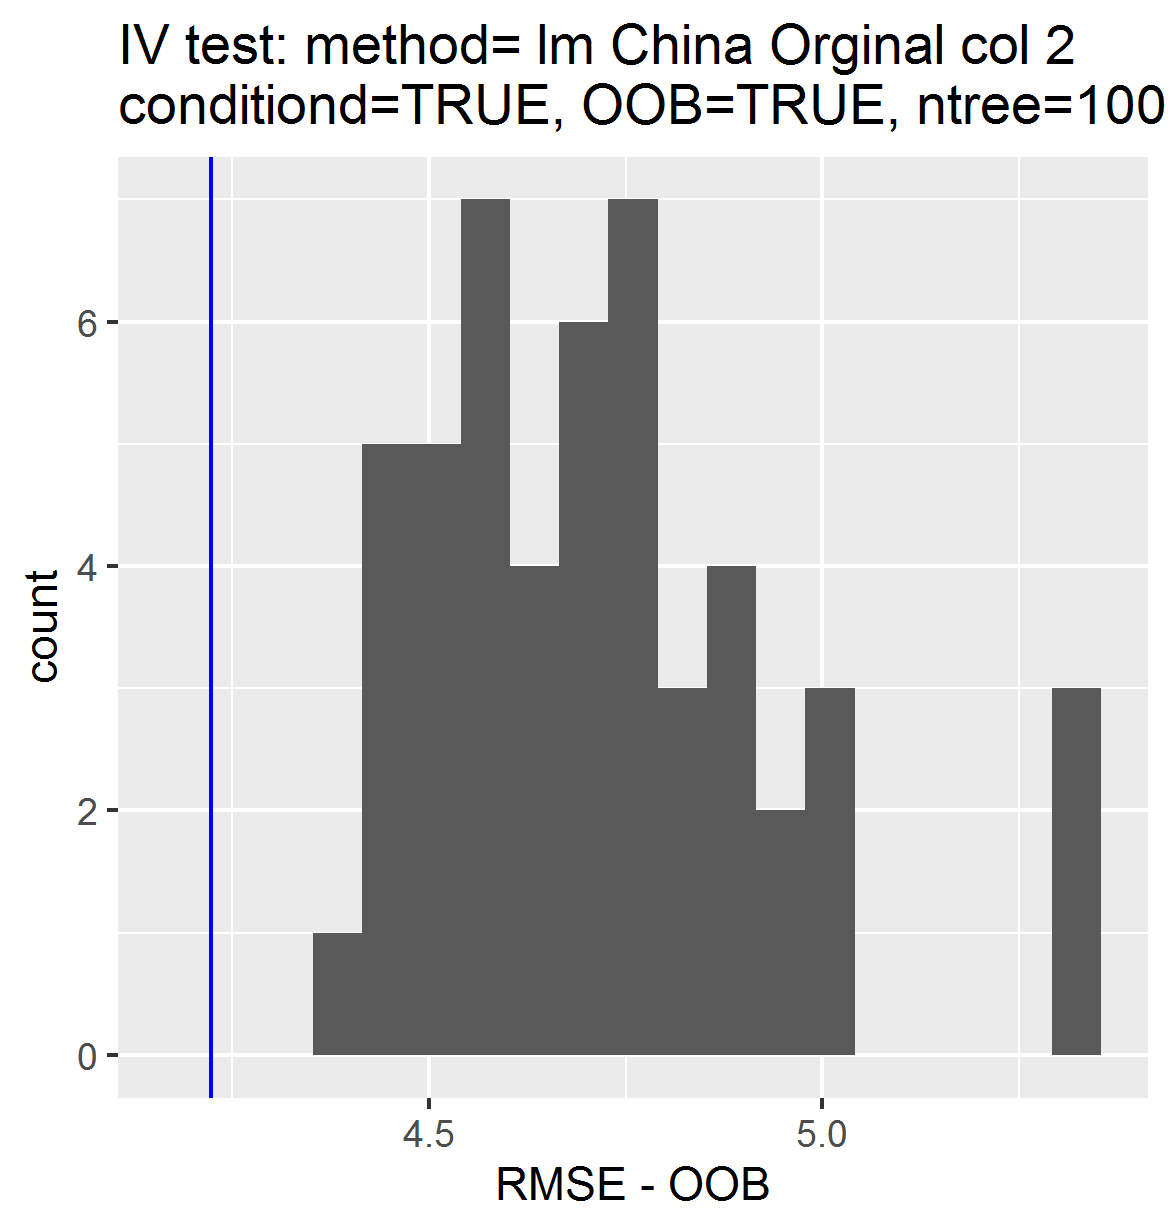 IV test: method= lm China Orginal col 2
conditiond=TRUE, OOB=TRUE, ntree=100
6
4
2
0
count
4.5 5.0
RMSE - OOB